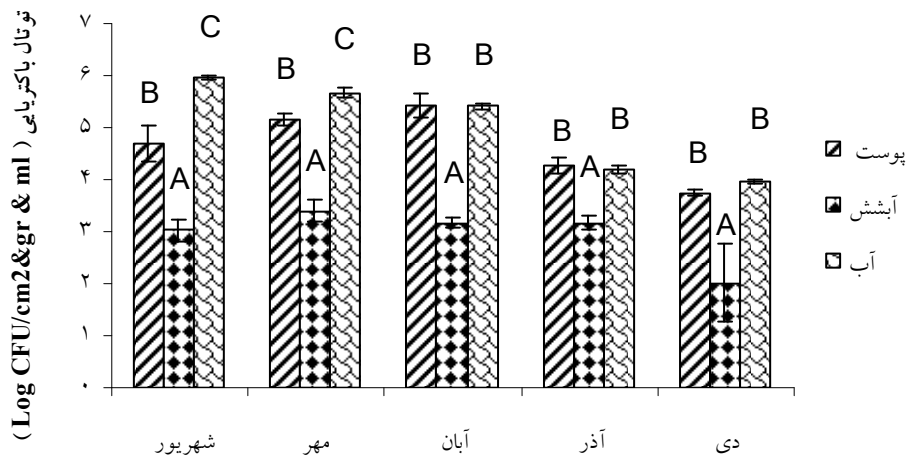 توتال باکتریایی (Log CFU/cm2&gr & ml)
۷
۶
۵
۴
۳
۲
۱
۰
B A C
B A C
B A B
B A B
B A B
شهریور مهر آبان آذر دی
پوست
آبشش
آب